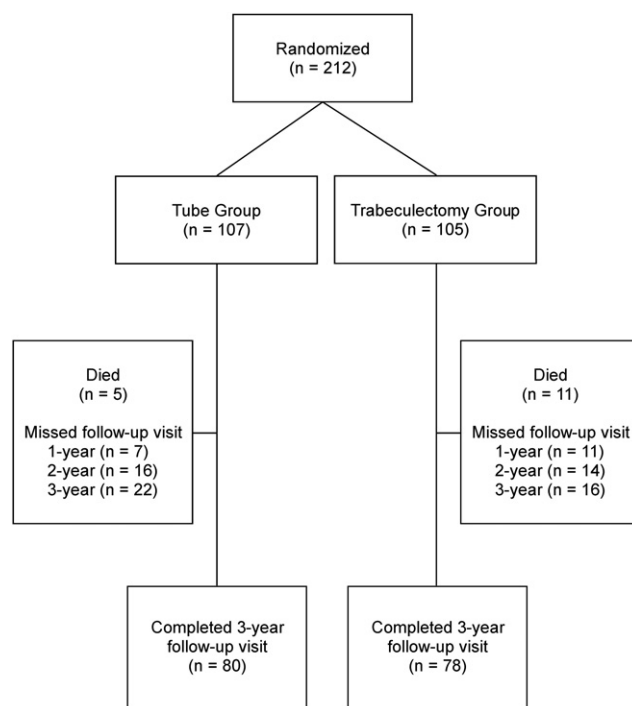 Randomized
(n = 212)
Tube Group
(n = 107)
Trabeculectomy Group
(n = 105)
Died
(n = 5)
Missed follow-up visit
1-year (n = 7)
2-year (n = 16)
3-year (n = 22)
Died
(n = 11)
Missed follow-up visit
1-year (n = 11)
2-year (n = 14)
3-year (n = 16)
Completed 3-year
follow-up visit
(n = 80)
Completed 3-year
follow-up visit
(n = 78)